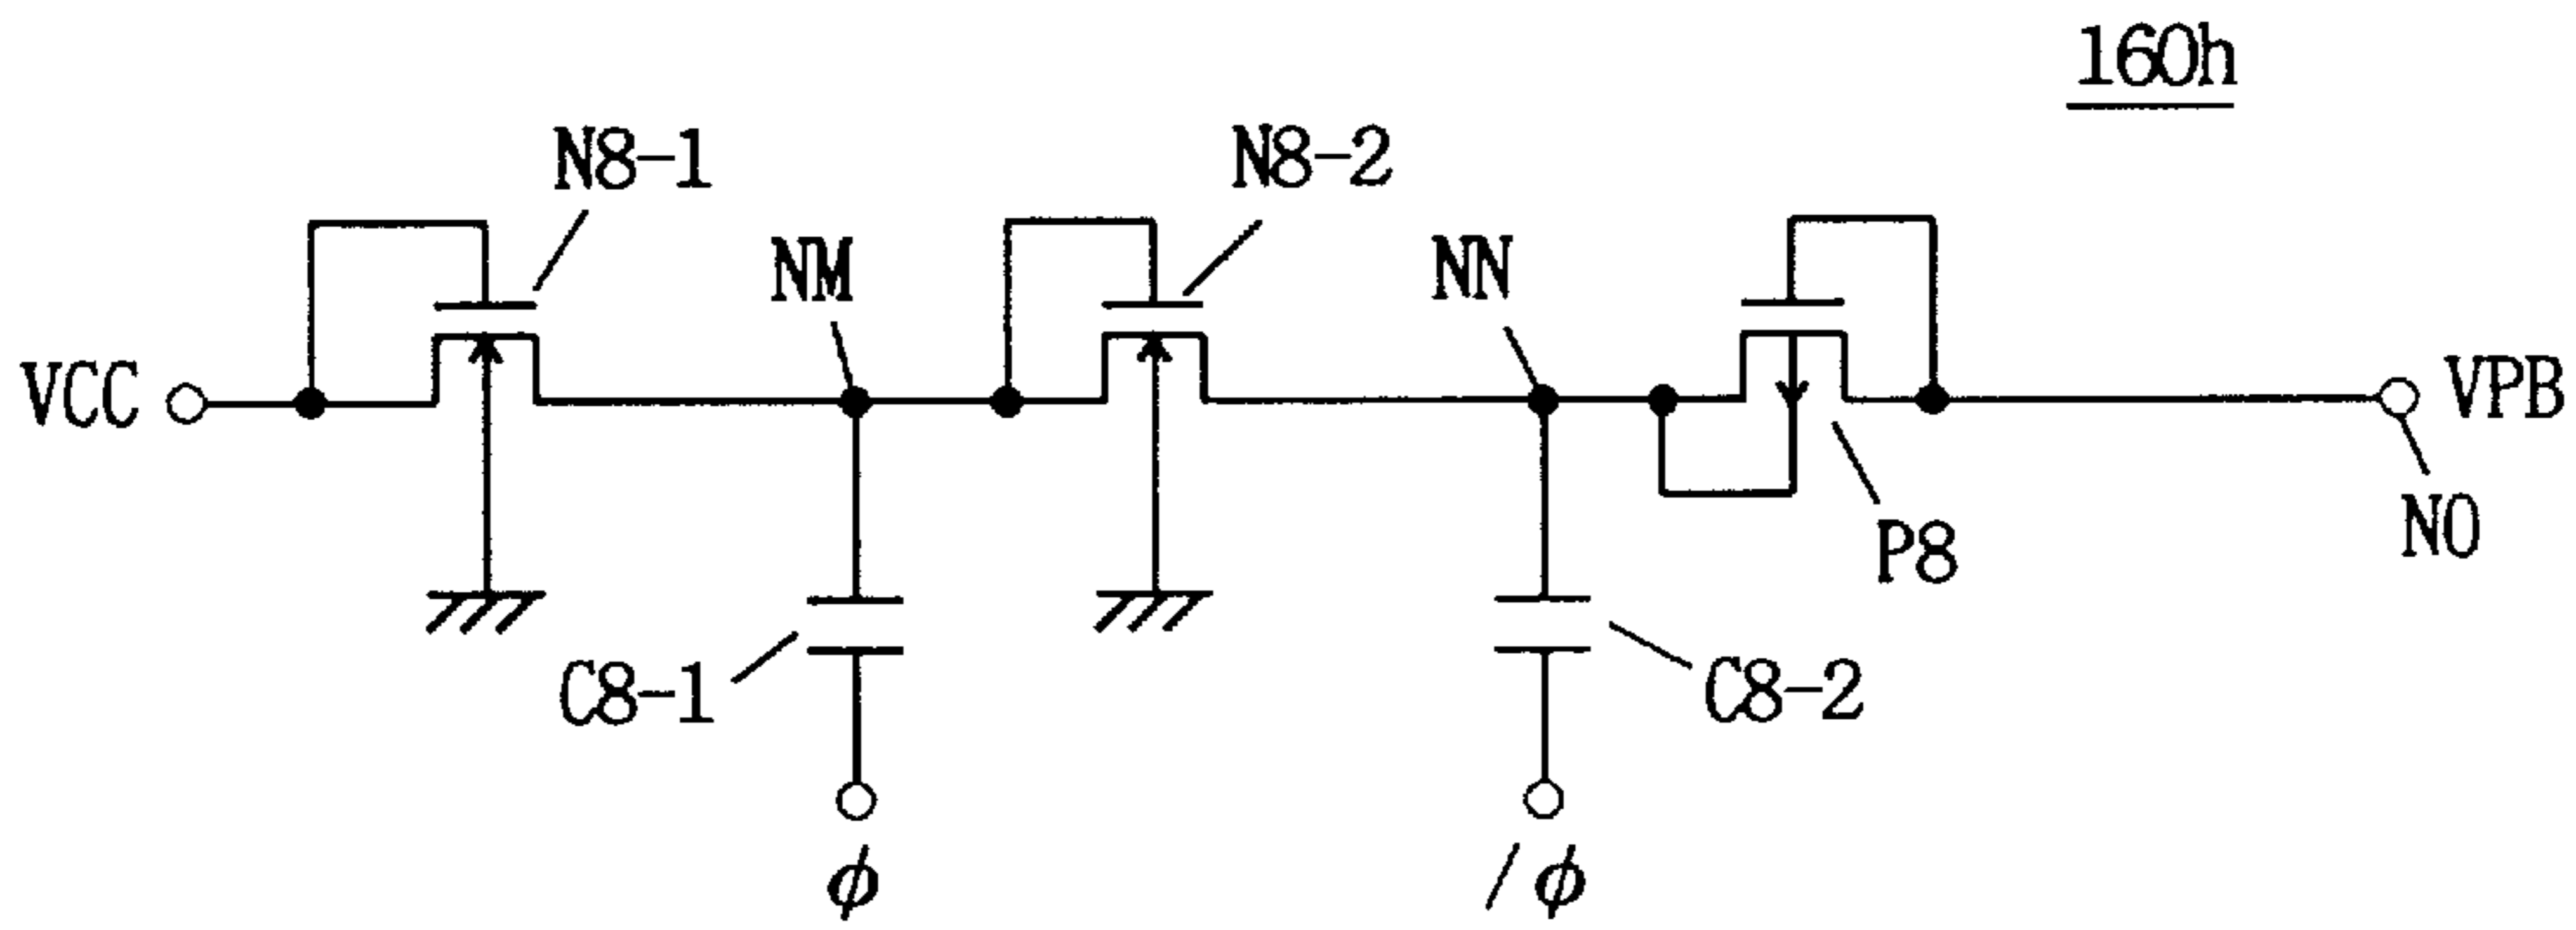 160h
N8-1
N8-2
NM
NN
VCC
VPB
NO
P8
C8-1
C8-2
ϕ
/ϕ